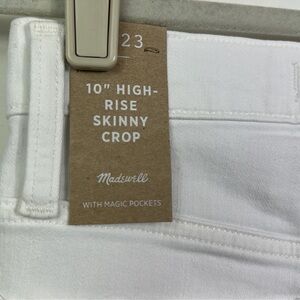 23
10" HIGH-
RISE
SKINNY
CROP
Madewell
WITH MAGIC POCKETS